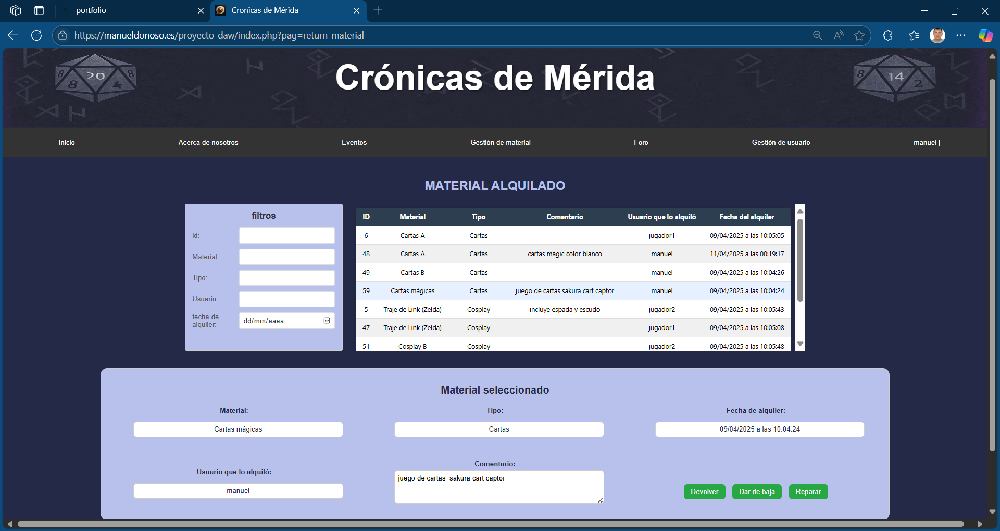 portfolio
Cronicas de Mérida
https://manueldonoso.es/proyecto_daw/index.php?pag=return_material
20
8
8
8
4
Crónicas de Mérida
14
8
2
Inicio Acerca de nosotros Eventos Gestión de material Foro Gestión de usuario manuel j
MATERIAL ALQUILADO
filtros
id:
Material:
Tipo:
Usuario:
fecha de
alquiler:
dd/mm/aaaa
ID Material Tipo Comentario Usuario que lo alquiló Fecha del alquiler
6 Cartas A Cartas jugador1 09/04/2025 a las 10:05:05
48 Cartas A Cartas cartas magic color blanco manuel 11/04/2025 a las 00:19:17
49 Cartas B Cartas manuel 09/04/2025 a las 10:04:26
59 Cartas mágicas Cartas juego de cartas sakura cart captor manuel 09/04/2025 a las 10:04:24
5 Traje de Link (Zelda) Cosplay incluye espada y escudo jugador2 09/04/2025 a las 10:05:43
47 Traje de Link (Zelda) Cosplay jugador1 09/04/2025 a las 10:05:08
51 Cosplay B Cosplay jugador2 09/04/2025 a las 10:05:48
Material seleccionado
Material: Tipo: Fecha de alquiler:
Cartas mágicas Cartas 09/04/2025 a las 10:04:24
Usuario que lo alquiló:
manuel
Comentario:
juego de cartas  sakura cart captor
Devolver Dar de baja Reparar